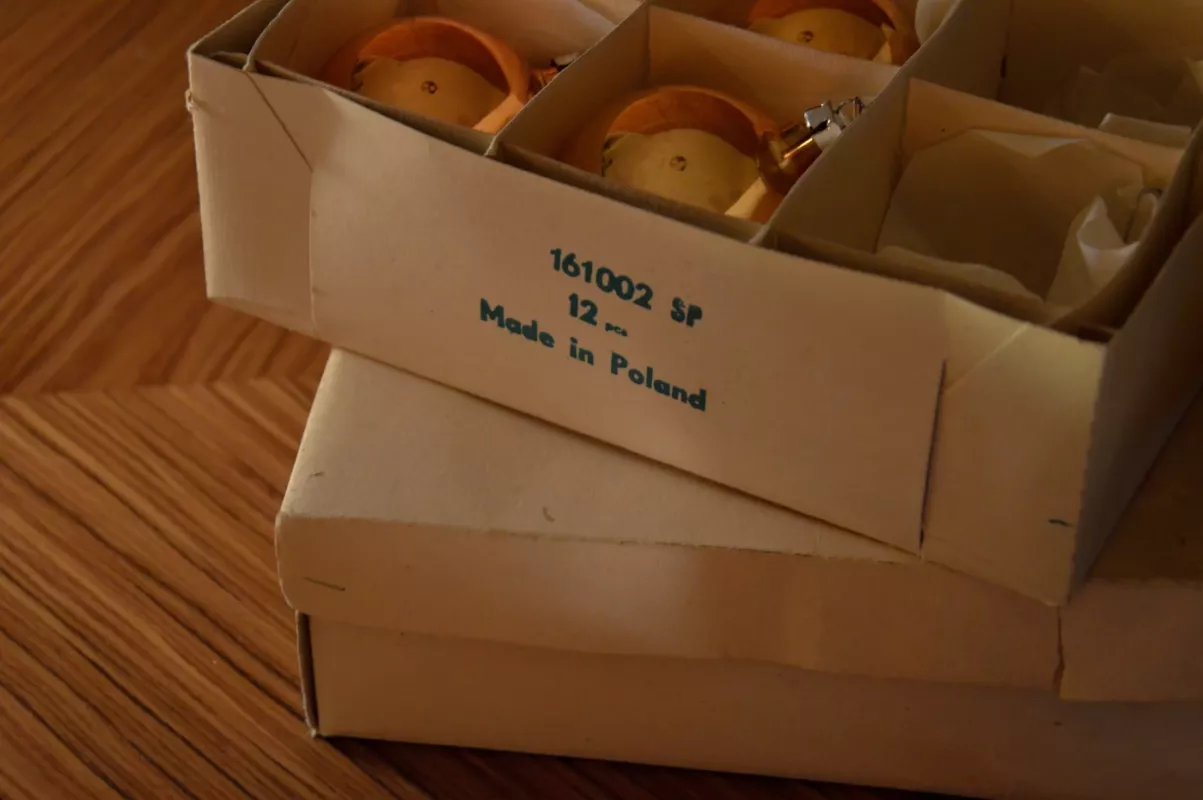 161002 SP
12 pcs
Made in Poland